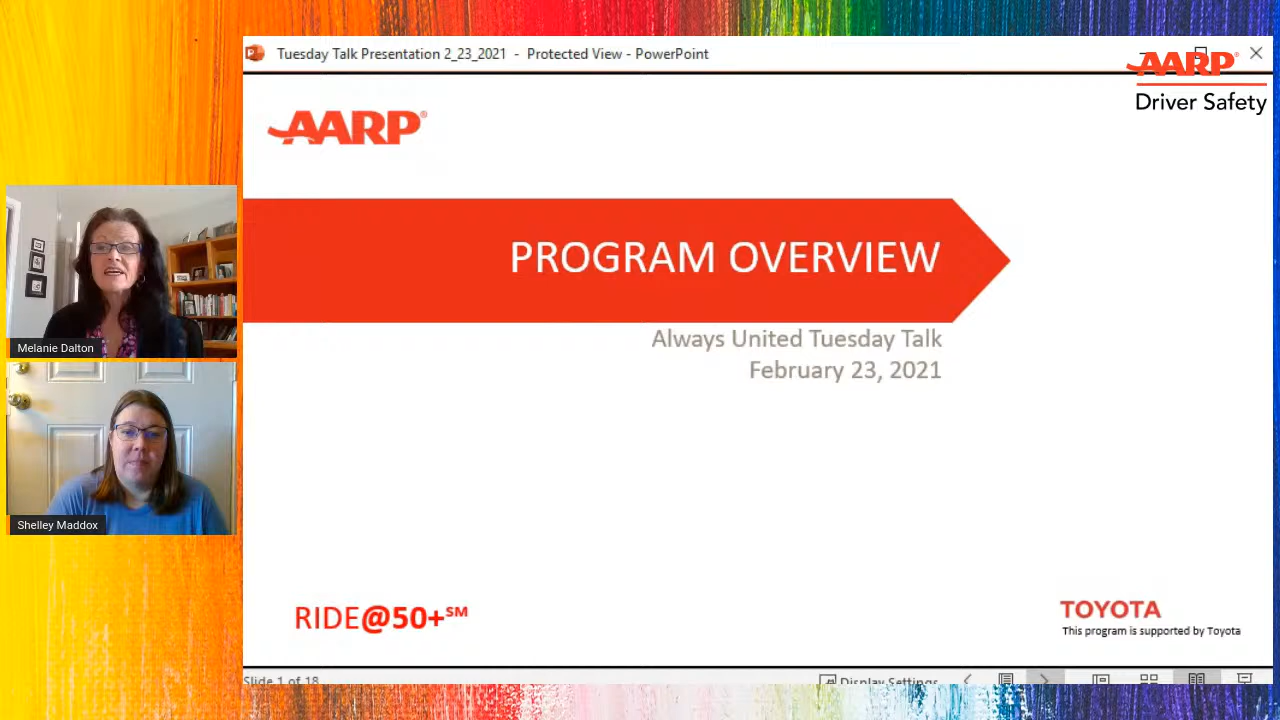 Tuesday Talk Presentation 2_23_2021 - Protected View - PowerPoint
AARP®
Driver Safety
AARP®
PROGRAM OVERVIEW
Always United Tuesday Talk
February 23, 2021
Melanie Dalton
Shelley Maddox
RIDE@50+℠
TOYOTA
This program is supported by Toyota
Slide 1 of 18
Display Settings